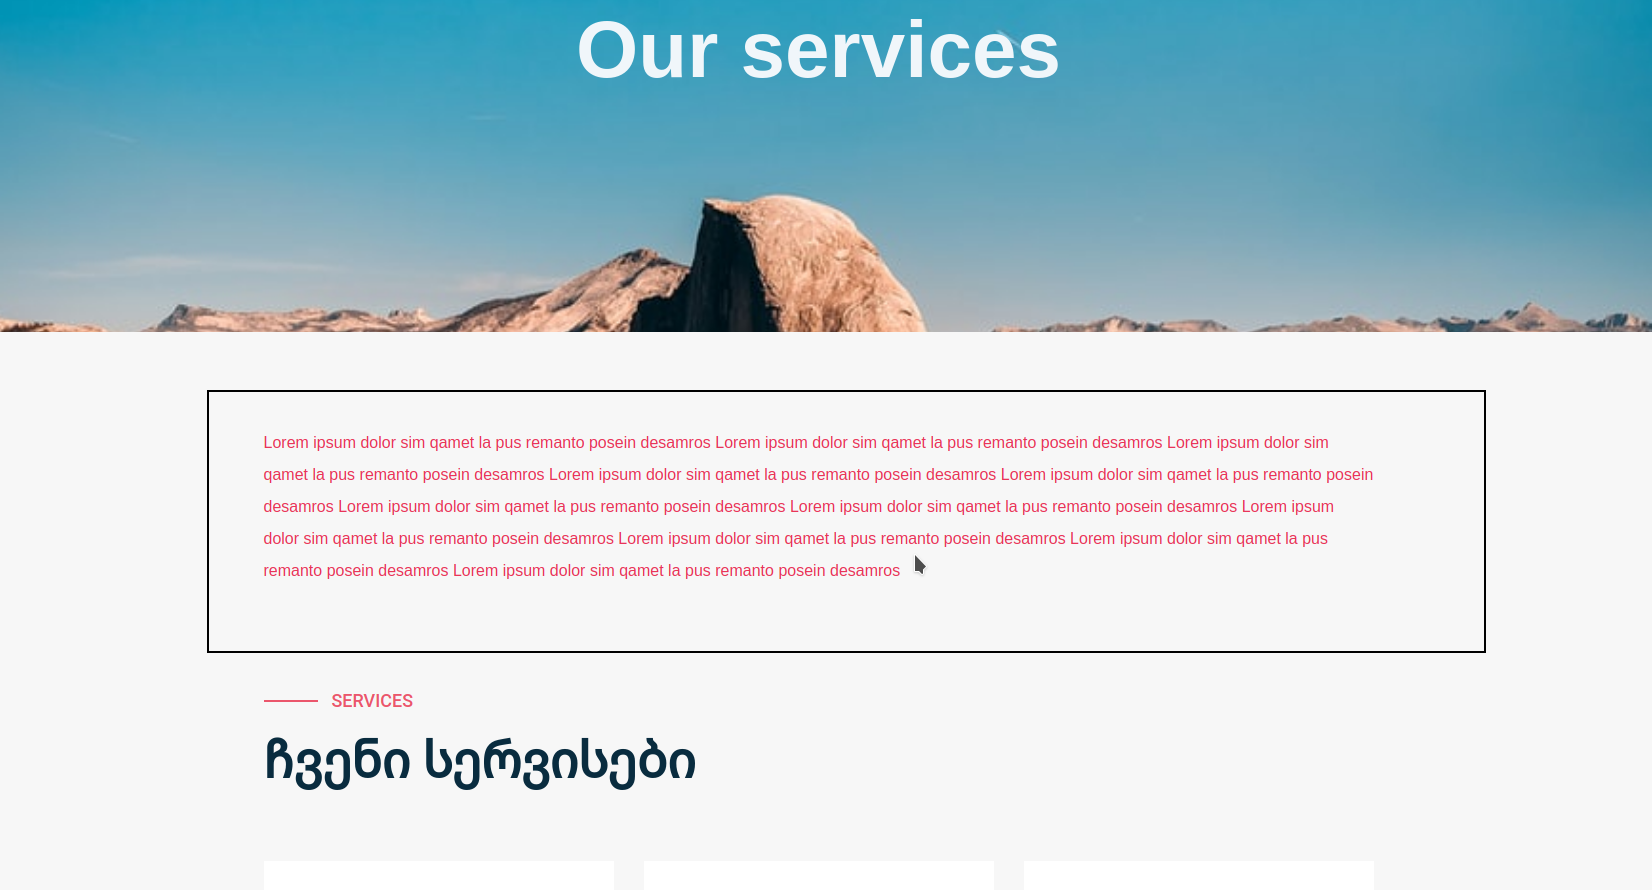 Our services
Lorem ipsum dolor sim qamet la pus remanto posein desamros Lorem ipsum dolor sim qamet la pus remanto posein desamros Lorem ipsum dolor sim
qamet la pus remanto posein desamros Lorem ipsum dolor sim qamet la pus remanto posein desamros Lorem ipsum dolor sim qamet la pus remanto posein
desamros Lorem ipsum dolor sim qamet la pus remanto posein desamros Lorem ipsum dolor sim qamet la pus remanto posein desamros Lorem ipsum
dolor sim qamet la pus remanto posein desamros Lorem ipsum dolor sim qamet la pus remanto posein desamros Lorem ipsum dolor sim qamet la pus
remanto posein desamros Lorem ipsum dolor sim qamet la pus remanto posein desamros
SERVICES
ჩვენი სერვისები